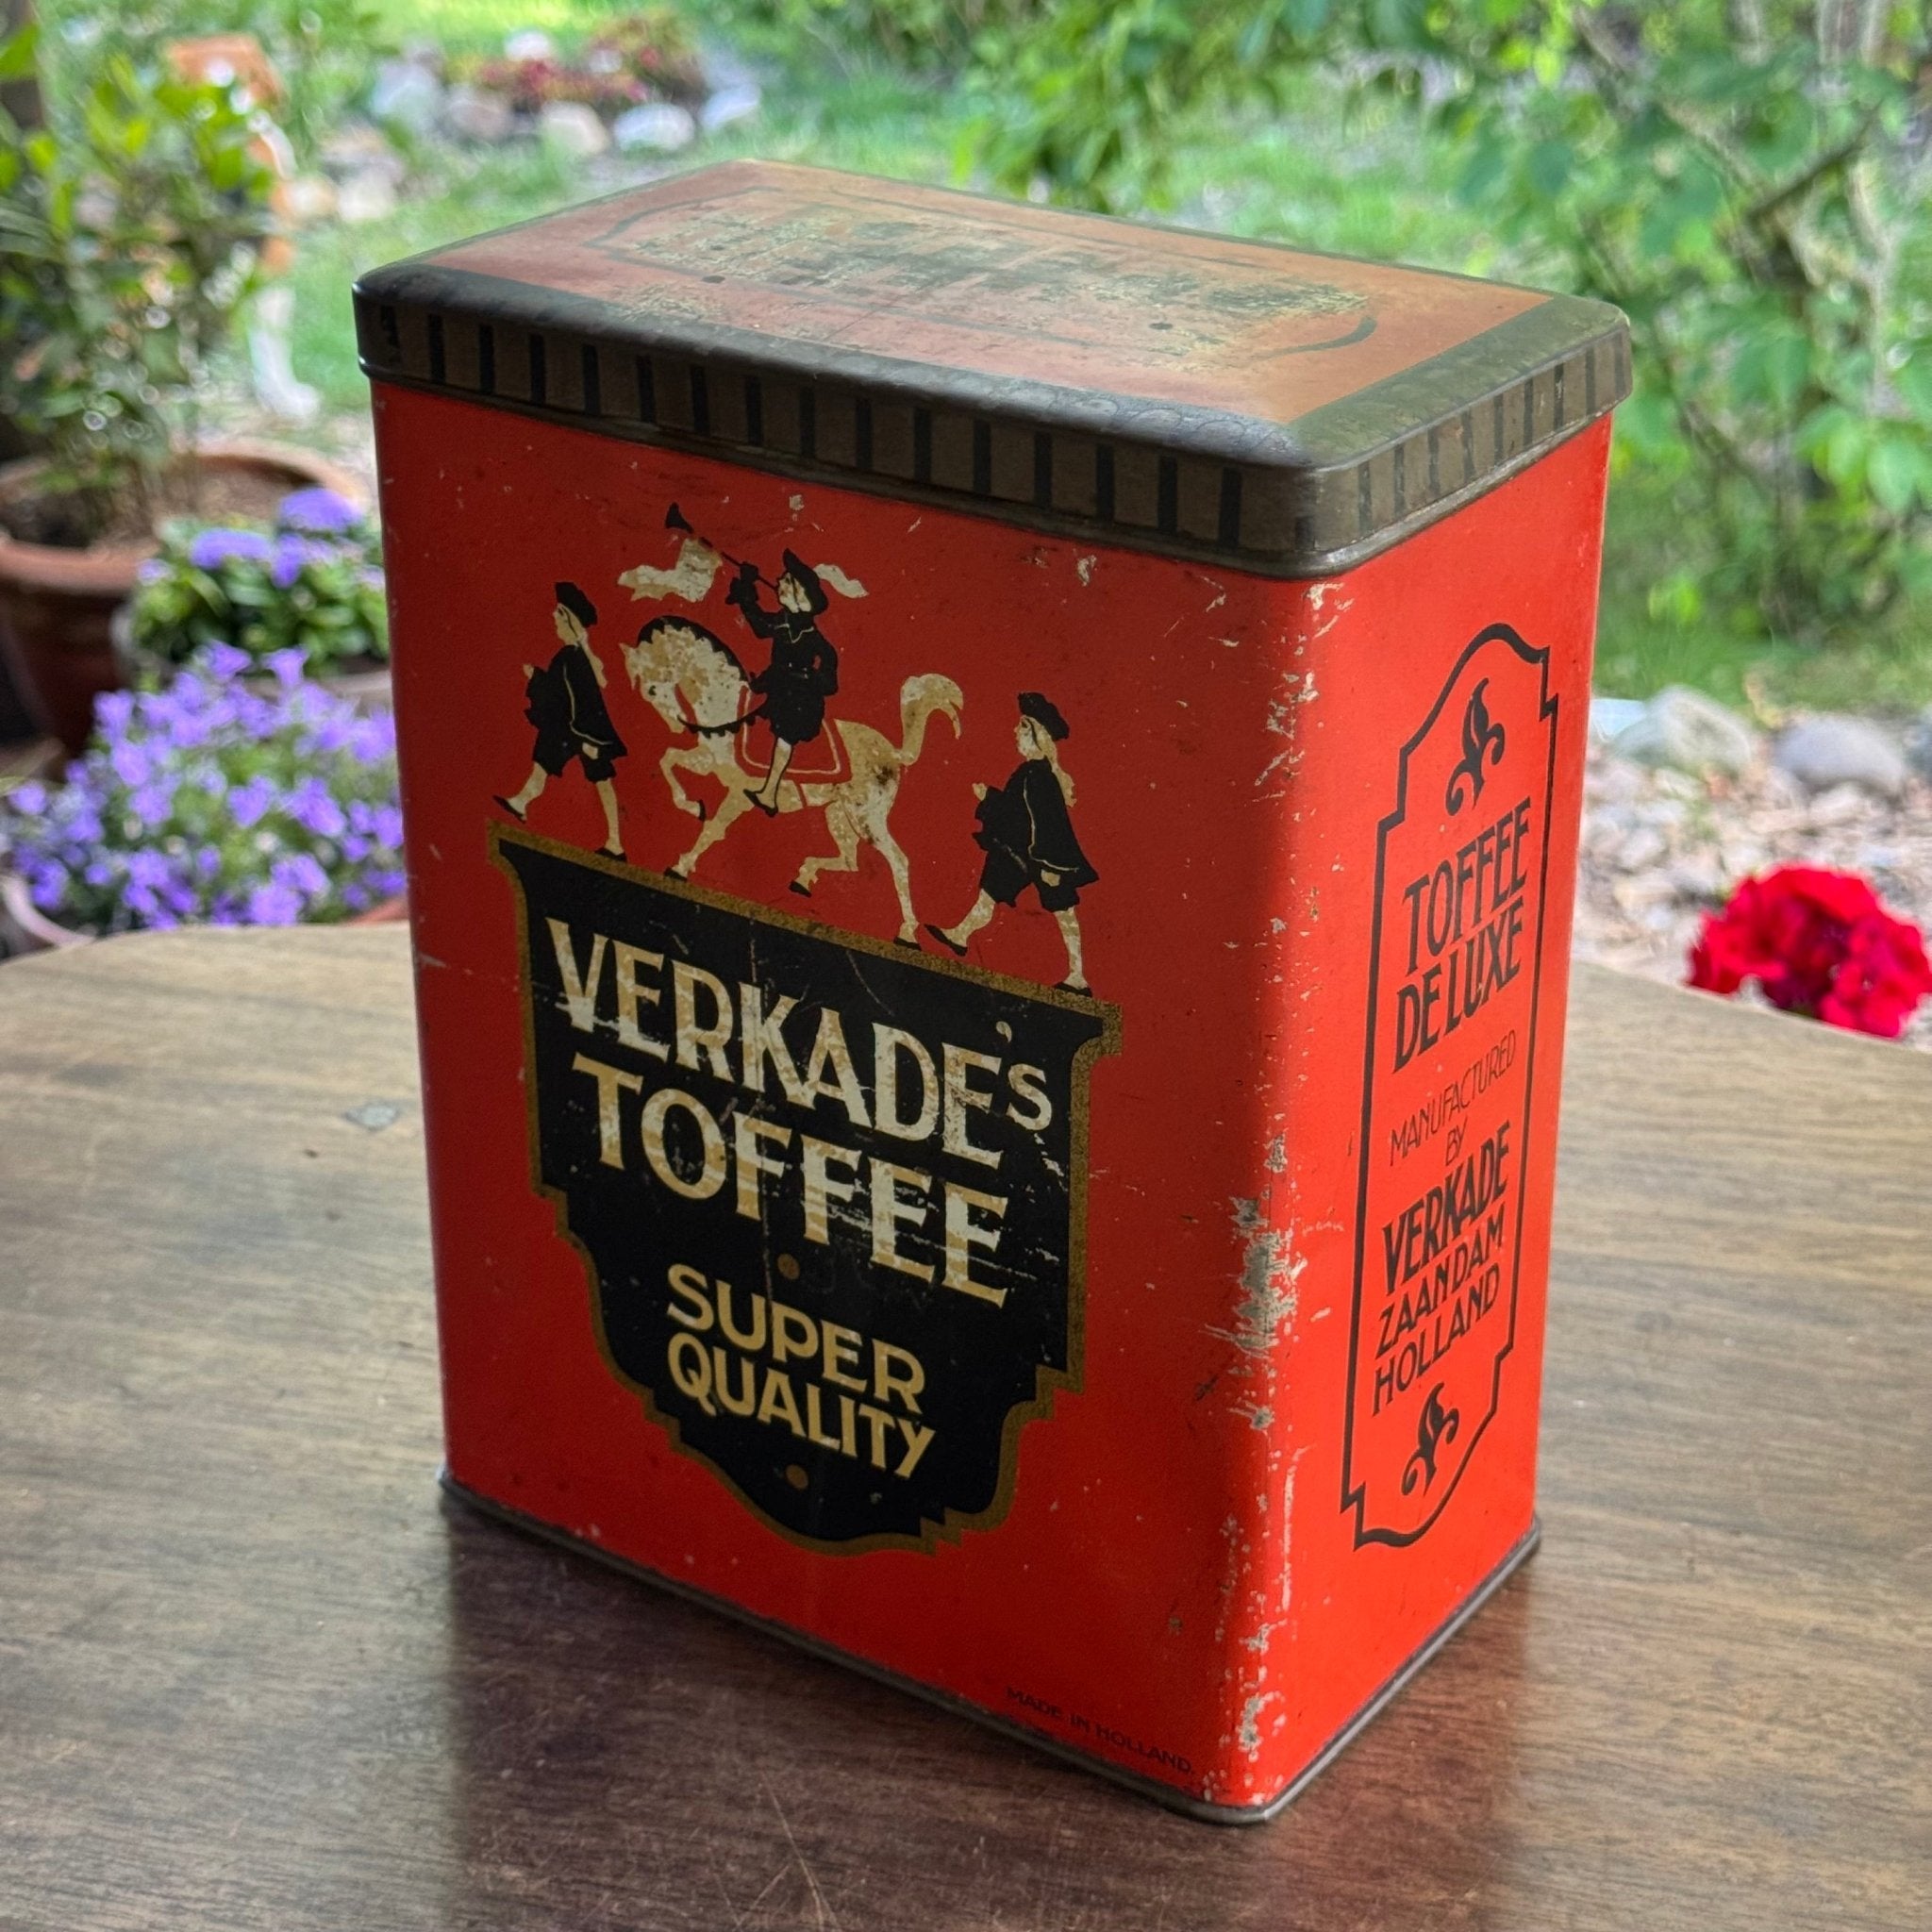 VERKADE'S
TOFFEE
SUPER
QUALITY
MADE IN HOLLAND.
TOFFEE
DE LUXE
MANUFACTURED
BY
VERKADE
ZAANDAM
HOLLAND